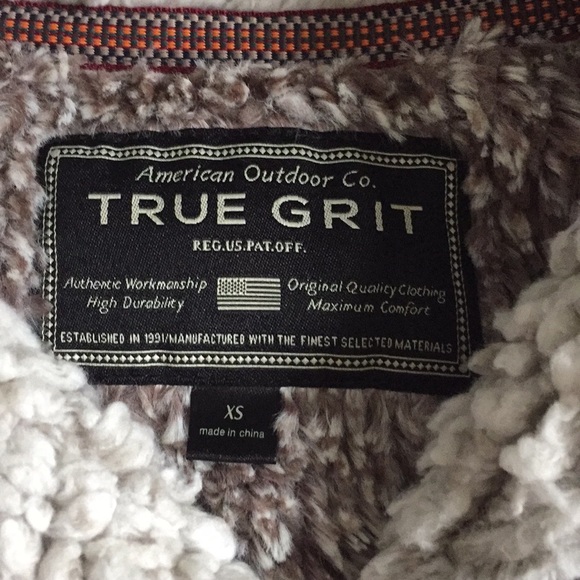 American Outdoor Co.
TRUE GRIT
REG.US.PAT.OFF.
Authentic Workmanship
High Durability
Original Quality Clothing
Maximum Comfort
ESTABLISHED IN 1991/MANUFACTURED WITH THE FINEST SELECTED MATERIALS
XS
made in china